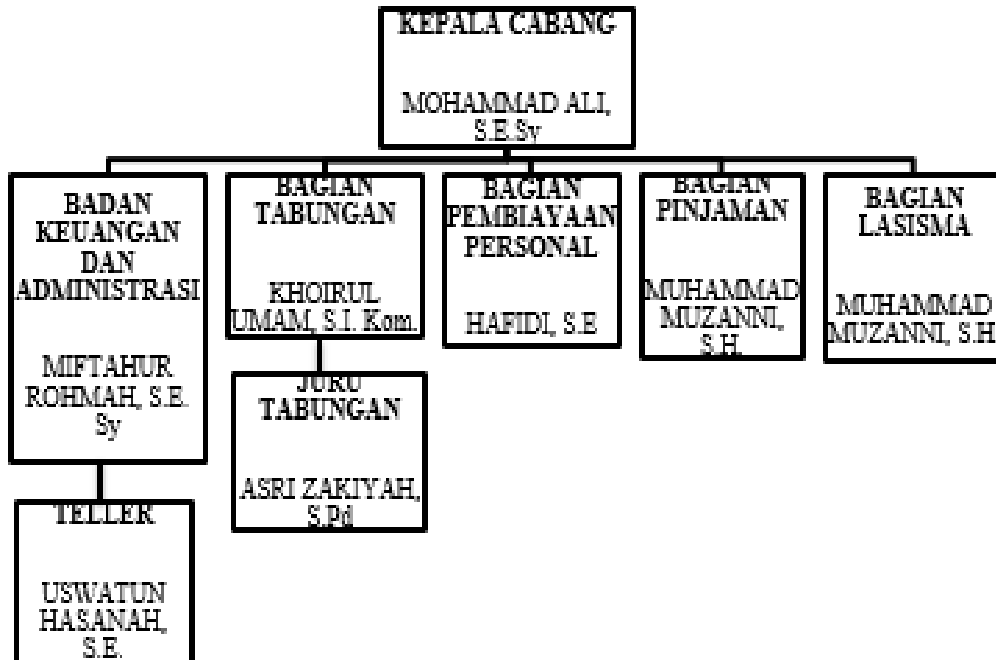 KEPALA CABANG
MOHAMMAD ALI,
S.E.Sy
BADAN
KEUANGAN
DAN
ADMINISTRASI
MIFTAHUR
ROHMAH, S.E.
Sy
BAGIAN
TABUNGAN
KHOIRUL
UMAM, S.I. Kom.
BAGIAN
PEMBIAYAAN
PERSONAL
HAFIDI, S.E
BAGIAN
PINJAMAN
MUHAMMAD
MUZANNI,
S.H.
BAGIAN
LASISMA
MUHAMMAD
MUZANNI, S.H
JURU
TABUNGAN
ASRI ZAKIYAH,
S.Pd
TELLER
USWATUN
HASANAH,
S.E.